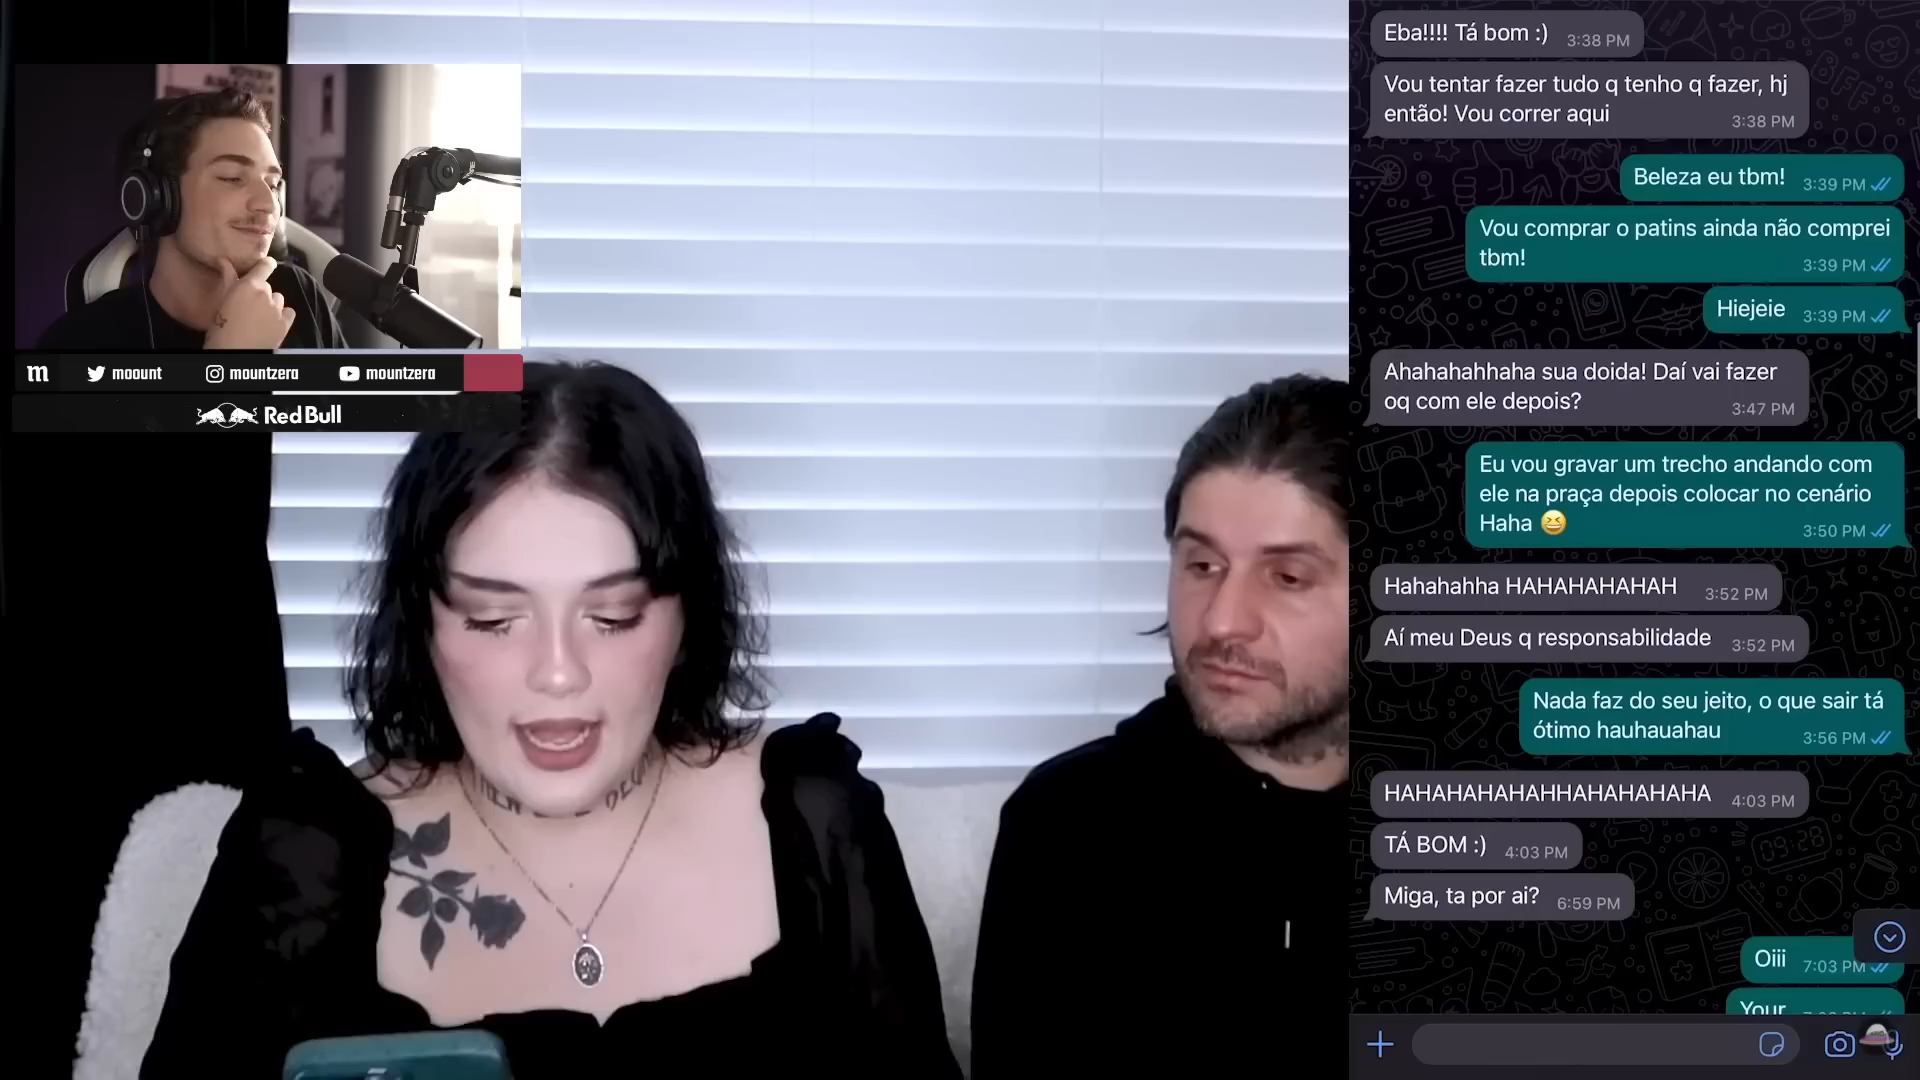 m moount mountzera mountzera
Red Bull
Eba!!!! Tá bom :) 3:38 PM
Vou tentar fazer tudo q tenho q fazer, hj
então! Vou correr aqui 3:38 PM
Beleza eu tbm! 3:39 PM
Vou comprar o patins ainda não comprei
tbm! 3:39 PM
Hiejeie 3:39 PM
Ahahahahhaha sua doida! Daí vai fazer
oq com ele depois? 3:47 PM
Eu vou gravar um trecho andando com
ele na praça depois colocar no cenário
Haha 😆 3:50 PM
Hahahahha HAHAHAHAHAH 3:52 PM
Aí meu Deus q responsabilidade 3:52 PM
Nada faz do seu jeito, o que sair tá
ótimo hauhauahau 3:56 PM
HAHAHAHAHAHHAHAHAHAHA 4:03 PM
TÁ BOM :) 4:03 PM
Miga, ta por ai? 6:59 PM
Oiii 7:03 PM
Your